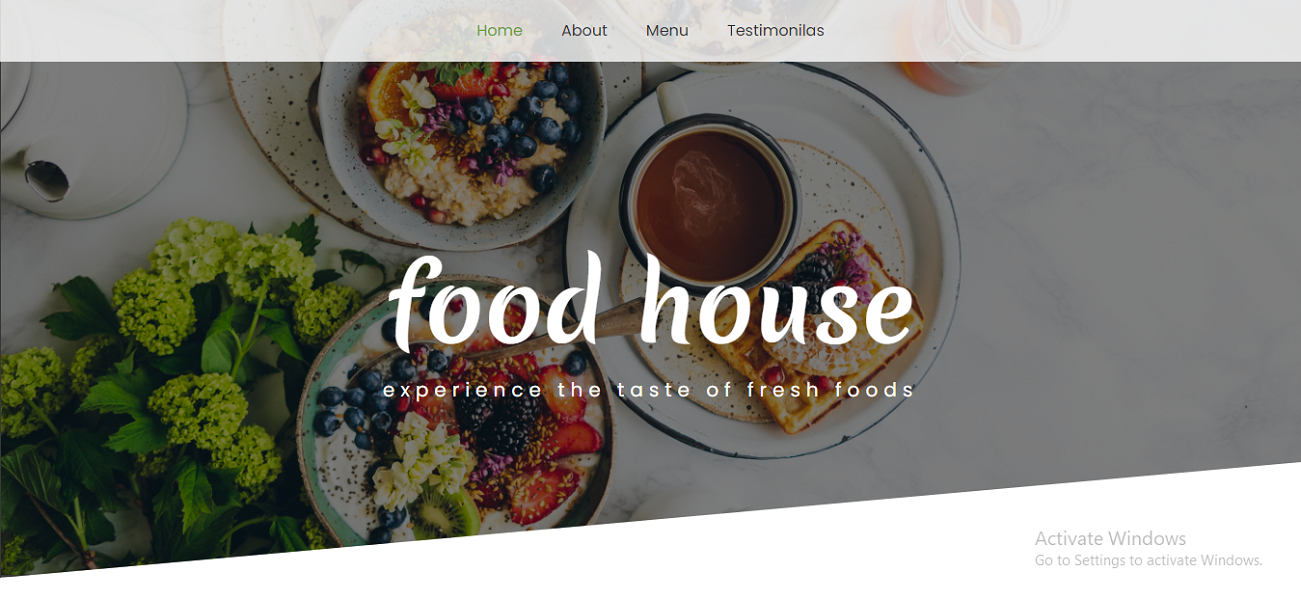 Home About Menu Testimonilas
food house
experience the taste of fresh foods
Activate Windows
Go to Settings to activate Windows.